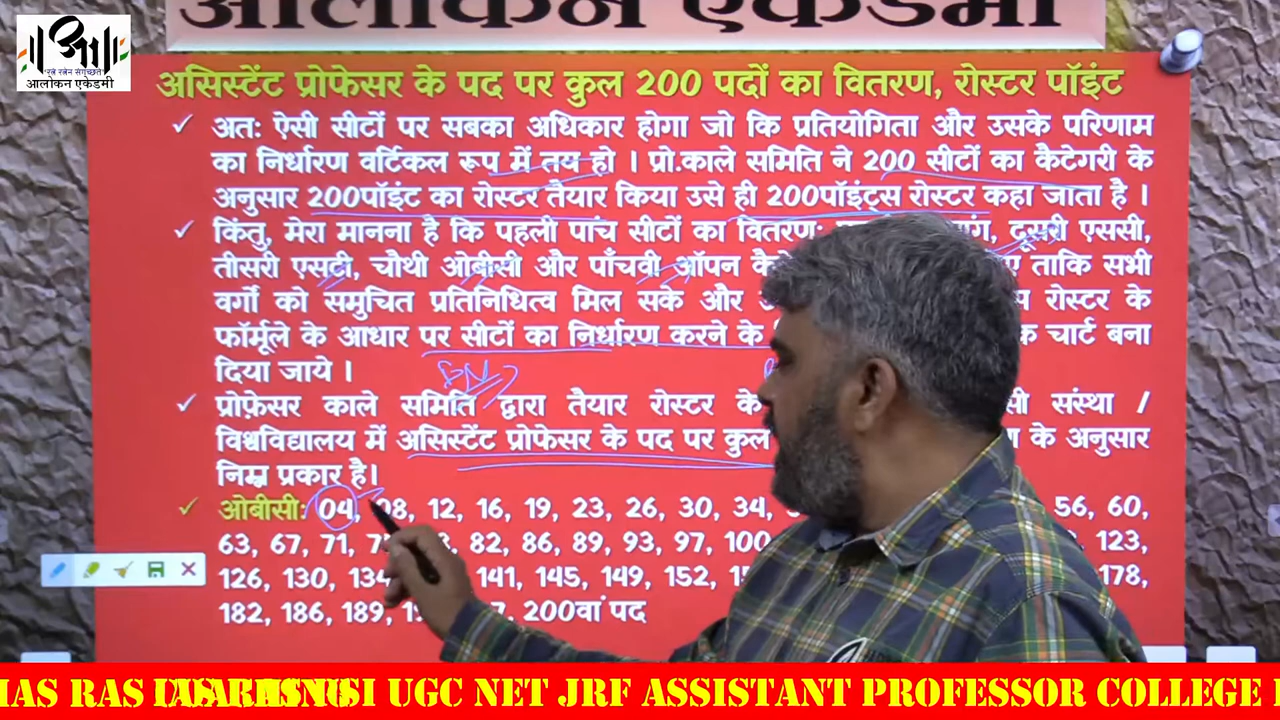 आलोकन एकेडमी
आलोकन एकेडमी
असिस्टेंट प्रोफेसर के पद पर कुल 200 पदों का वितरण, रोस्टर पॉइंट
✓ अतः ऐसी सीटों पर सबका अधिकार होगा जो कि प्रतियोगिता और उसके परिणाम
का निर्धारण वर्टिकल रूप में तय हो । प्रो.काले समिति ने 200 सीटों का कैटेगरी के
अनुसार 200पॉइंट का रोस्टर तैयार किया उसे ही 200पॉइंट्स रोस्टर कहा जाता है ।
✓ किंतु, मेरा मानना है कि पहली पांच सीटों का वितरण: दूसरी एससी,
तीसरी एसटी, चौथी ओबीसी और पाँचवी ऑपन ताकि सभी
वर्गो को समुचित प्रतिनिधित्व मिल सके और रोस्टर के
फॉर्मूले के आधार पर सीटों का निर्धारण करने के चार्ट बना
दिया जाये ।
✓ प्रोफ़ेसर काले समिति द्वारा तैयार रोस्टर के संस्था /
विश्वविद्यालय में असिस्टेंट प्रोफेसर के पद पर कुल के अनुसार
निम्न प्रकार है।
✓ ओबीसी: 04, 08, 12, 16, 19, 23, 26, 30, 34, 56, 60,
63, 67, 71, 82, 86, 89, 93, 97, 100 123,
126, 130, 134 141, 145, 149, 152, 178,
182, 186, 189, 200वां पद
IAS RAS UGC NET JRF ASSISTANT PROFESSOR COLLEGE